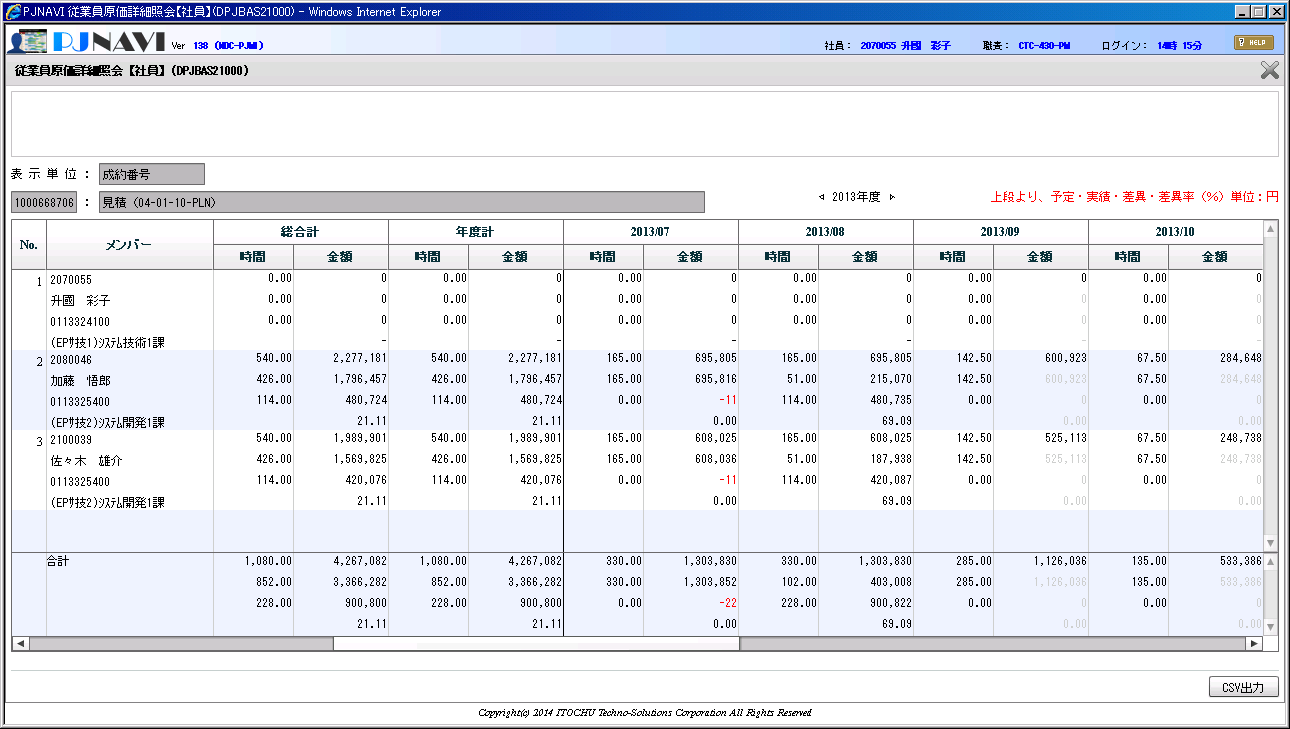 PJNAVI 従業員原価詳細照会【社員】(DPJBAS21000) - Windows Internet Explorer
PJNAVI Ver 138 (NDC-PJM1) 社員： 2070055 升國　彩子 職責： CTC-430-PM ログイン： 14時 15分 ? HELP
従業員原価詳細照会【社員】(DPJBAS21000)
表示単位： 成約番号
1000668706 ： 見積 (04-01-10-PLN) 2013年度 上段より、予定・実績・差異・差異率（％）単位：円
No. メンバー 総合計 年度計 2013/07 2013/08 2013/09 2013/10
時間 金額 時間 金額 時間 金額 時間 金額 時間 金額 時間 金額
1 2070055 0.00 0 0.00 0 0.00 0 0.00 0 0.00 0 0.00 0
升國　彩子 0.00 0 0.00 0 0.00 0 0.00 0 0.00 0 0.00 0
0113324100 0.00 0 0.00 0 0.00 0 0.00 0 0.00 0 0.00 0
(EPｻ技1)ｼｽﾃﾑ技術1課 - - - - - -
2 2080046 540.00 2,277,181 540.00 2,277,181 165.00 695,805 165.00 695,805 142.50 600,923 67.50 284,648
加藤　悟郎 426.00 1,796,457 426.00 1,796,457 165.00 695,816 51.00 215,070 142.50 600,923 67.50 284,648
0113325400 114.00 480,724 114.00 480,724 0.00 -11 114.00 480,735 0.00 0 0.00 0
(EPｻ技2)ｼｽﾃﾑ開発1課 21.11 21.11 0.00 69.09 0.00 0.00
3 2100039 540.00 1,989,901 540.00 1,989,901 165.00 608,025 165.00 608,025 142.50 525,113 67.50 248,738
佐々木　雄介 426.00 1,569,825 426.00 1,569,825 165.00 608,036 51.00 187,938 142.50 525,113 67.50 248,738
0113325400 114.00 420,076 114.00 420,076 0.00 -11 114.00 420,087 0.00 0 0.00 0
(EPｻ技2)ｼｽﾃﾑ開発1課 21.11 21.11 0.00 69.09 0.00 0.00
合計 1,080.00 4,267,082 1,080.00 4,267,082 330.00 1,303,830 330.00 1,303,830 285.00 1,126,036 135.00 533,386
852.00 3,366,282 852.00 3,366,282 330.00 1,303,852 102.00 403,008 285.00 1,126,036 135.00 533,386
228.00 900,800 228.00 900,800 0.00 -22 228.00 900,822 0.00 0 0.00 0
21.11 21.11 0.00 69.09 0.00 0.00
CSV出力
Copyright(c) 2014 ITOCHU Techno-Solutions Corporation All Rights Reserved